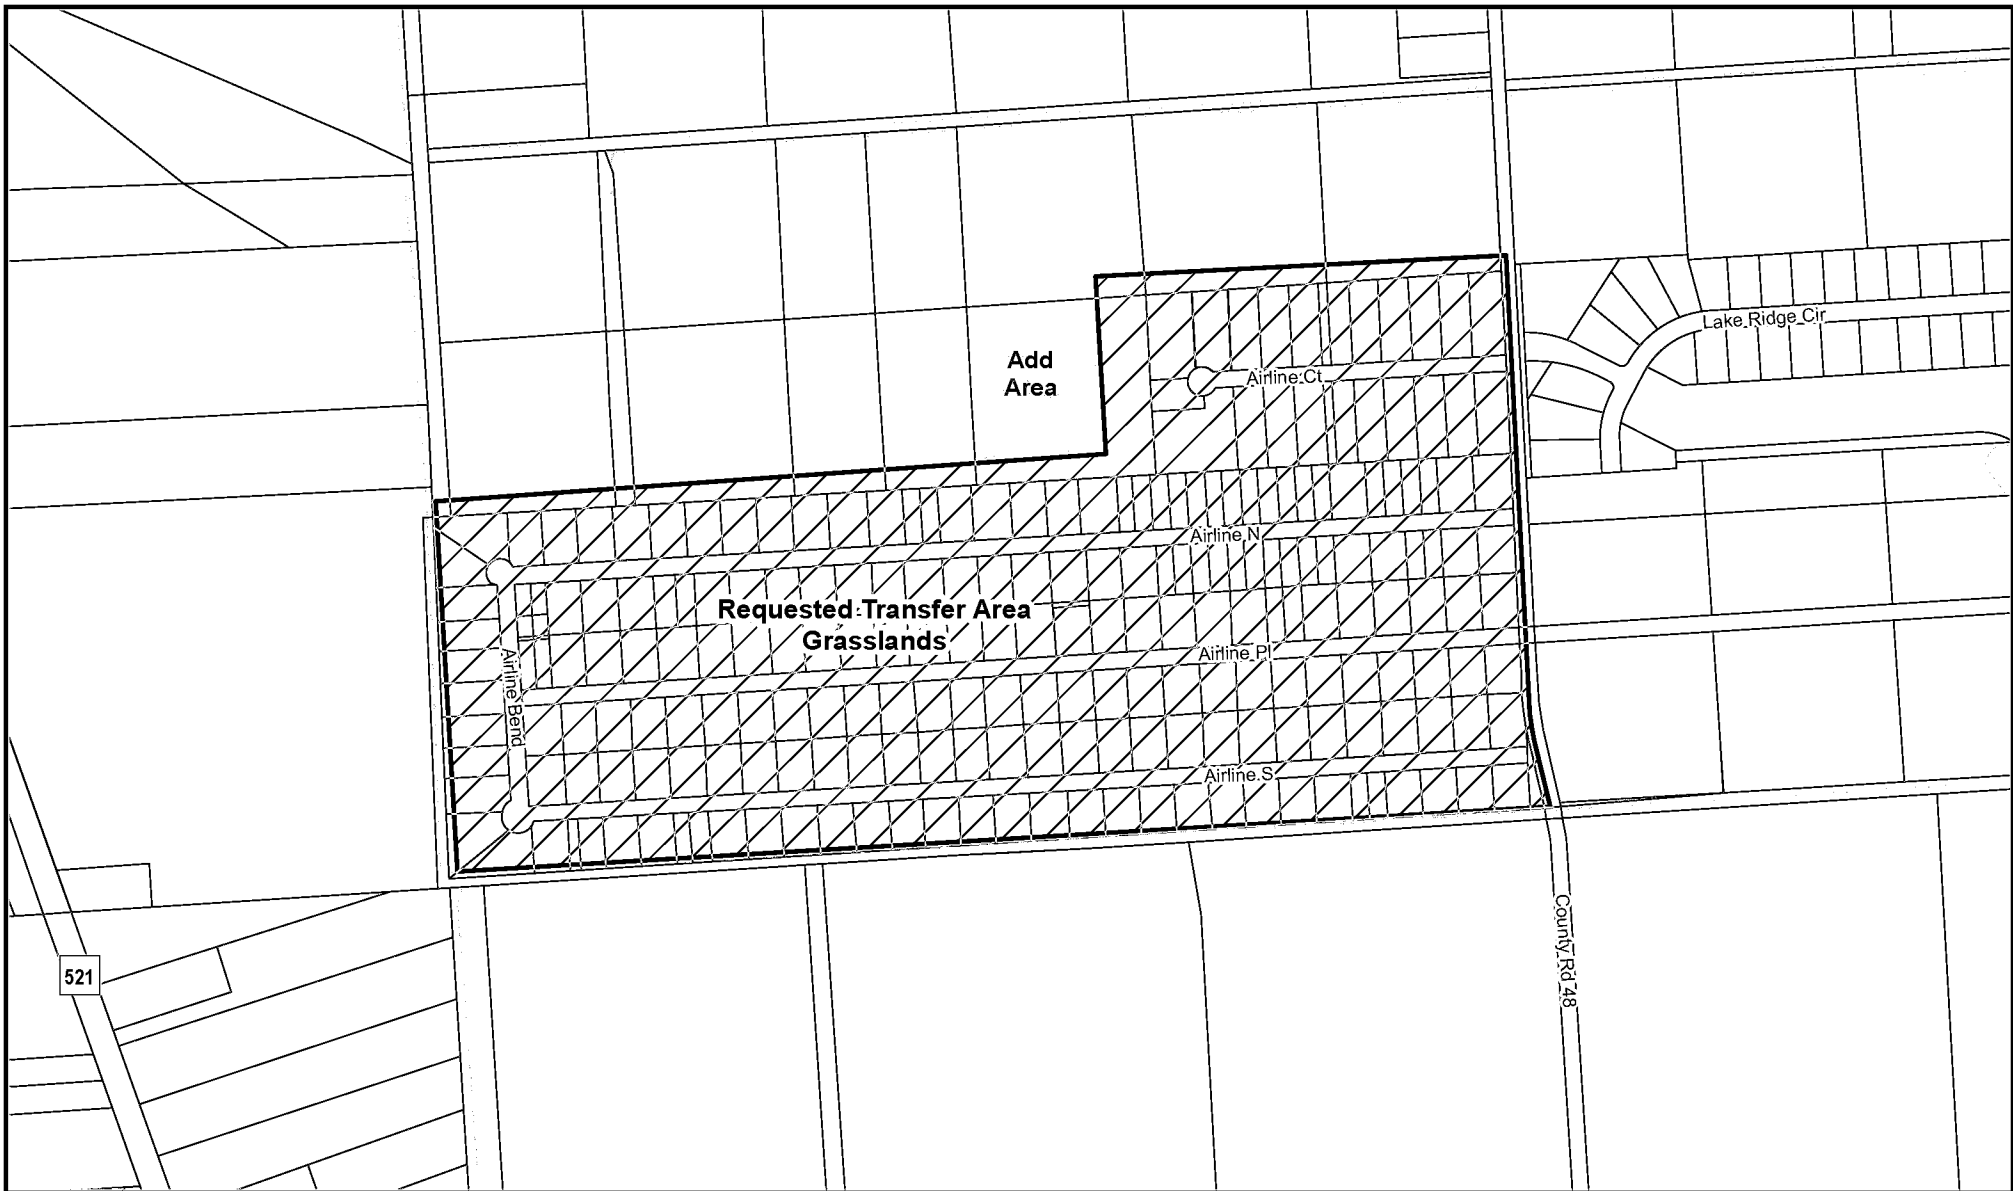 Lake Ridge Cir
Add
Area
Airline Ct
Airline N
Requested Transfer Area
Grasslands
Airline Pl
Airline Bend
Airline S
County Rd 48
521